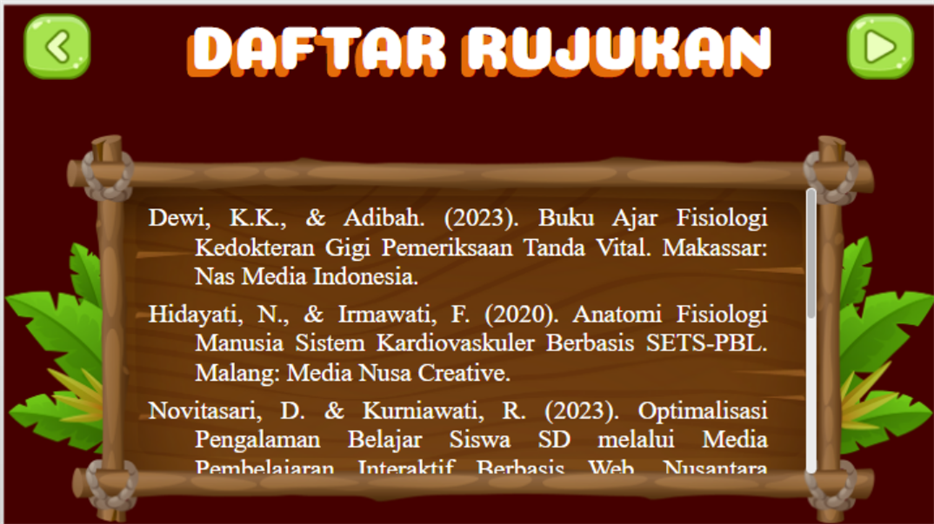 DAFTAR RUJUKAN
Dewi, K.K., & Adibah. (2023). Buku Ajar Fisiologi
Kedokteran Gigi Pemeriksaan Tanda Vital. Makassar:
Nas Media Indonesia.
Hidayati, N., & Irmawati, F. (2020). Anatomi Fisiologi
Manusia Sistem Kardiovaskuler Berbasis SETS-PBL.
Malang: Media Nusa Creative.
Novitasari, D. & Kurniawati, R. (2023). Optimalisasi
Pengalaman Belajar Siswa SD melalui Media
Pembelajaran Interaktif Berbasis Web. Nusantara